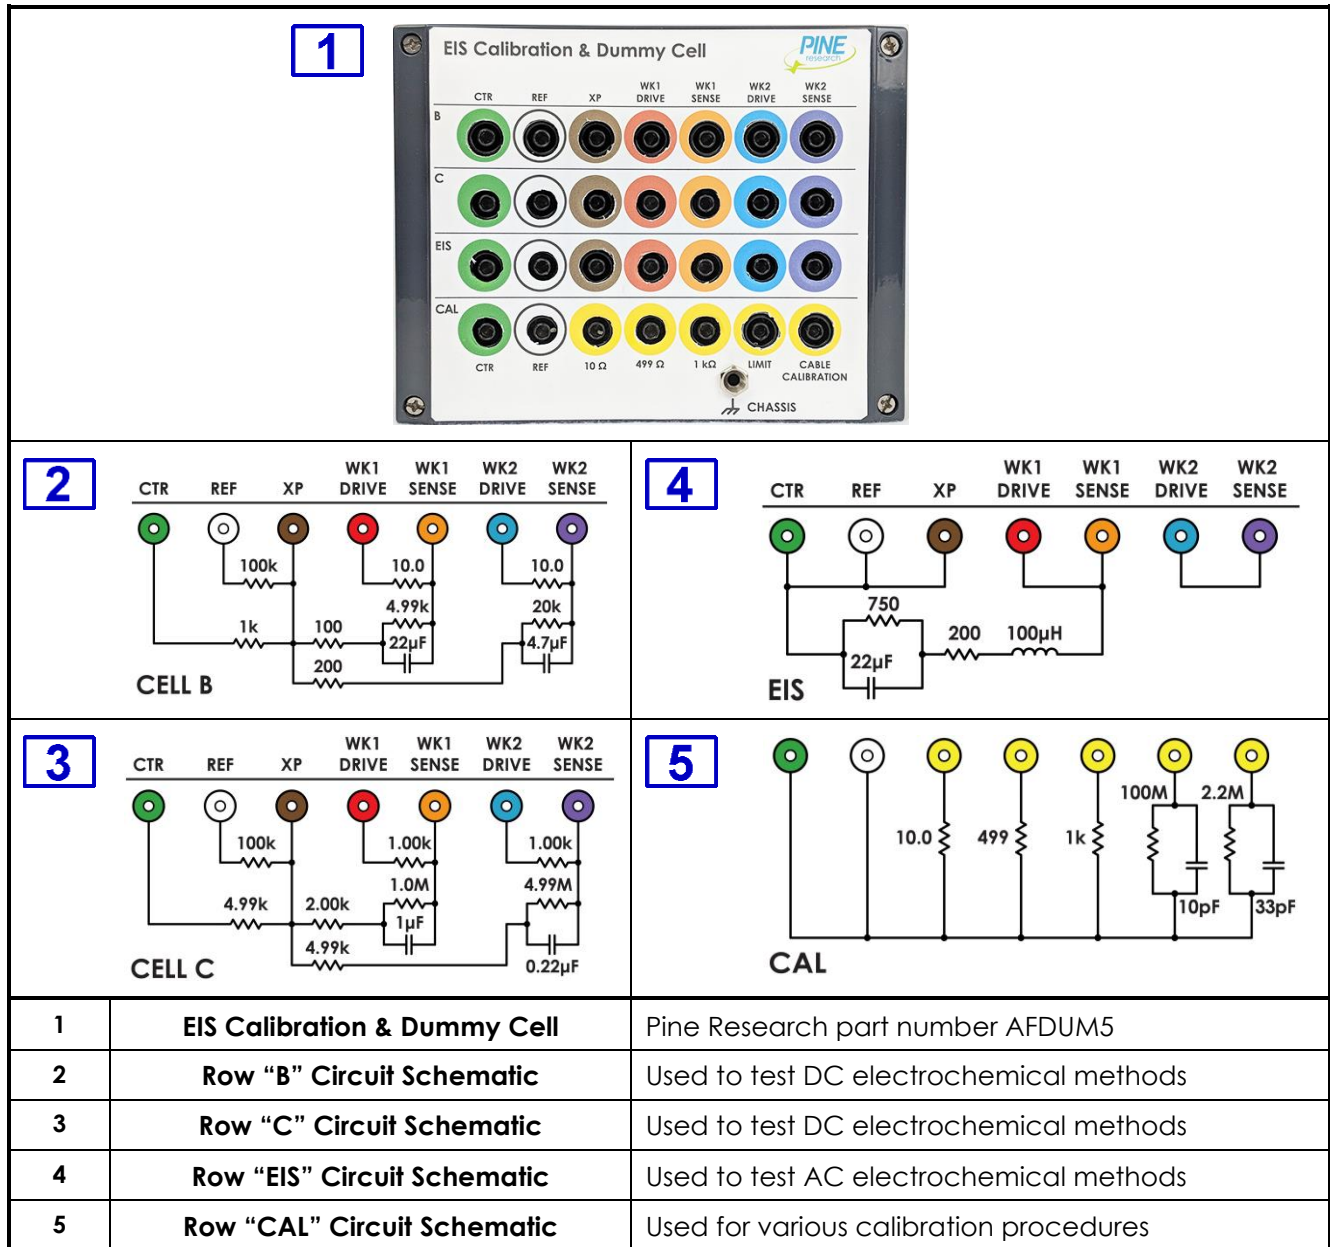 1
EIS Calibration & Dummy Cell
PINE
research
CTR REF XP WK1 DRIVE WK1 SENSE WK2 DRIVE WK2 SENSE
B
C
EIS
CAL
CTR REF 10 Ω 499 Ω 1 kΩ LIMIT CABLE CALIBRATION
CHASSIS
2
CTR REF XP WK1 DRIVE WK1 SENSE WK2 DRIVE WK2 SENSE
100k 10.0 10.0
4.99k 20k
1k 100 22µF 4.7µF
200
CELL B
4
CTR REF XP WK1 DRIVE WK1 SENSE WK2 DRIVE WK2 SENSE
750
200 100µH
22µF
EIS
3
CTR REF XP WK1 DRIVE WK1 SENSE WK2 DRIVE WK2 SENSE
100k 1.00k 1.00k
1.0M 4.99M
4.99k 2.00k 1µF
4.99k
0.22µF
CELL C
5
100M 2.2M
10.0 499 1k
10pF 33pF
CAL
1 EIS Calibration & Dummy Cell Pine Research part number AFDUM5
2 Row “B” Circuit Schematic Used to test DC electrochemical methods
3 Row “C” Circuit Schematic Used to test DC electrochemical methods
4 Row “EIS” Circuit Schematic Used to test AC electrochemical methods
5 Row “CAL” Circuit Schematic Used for various calibration procedures